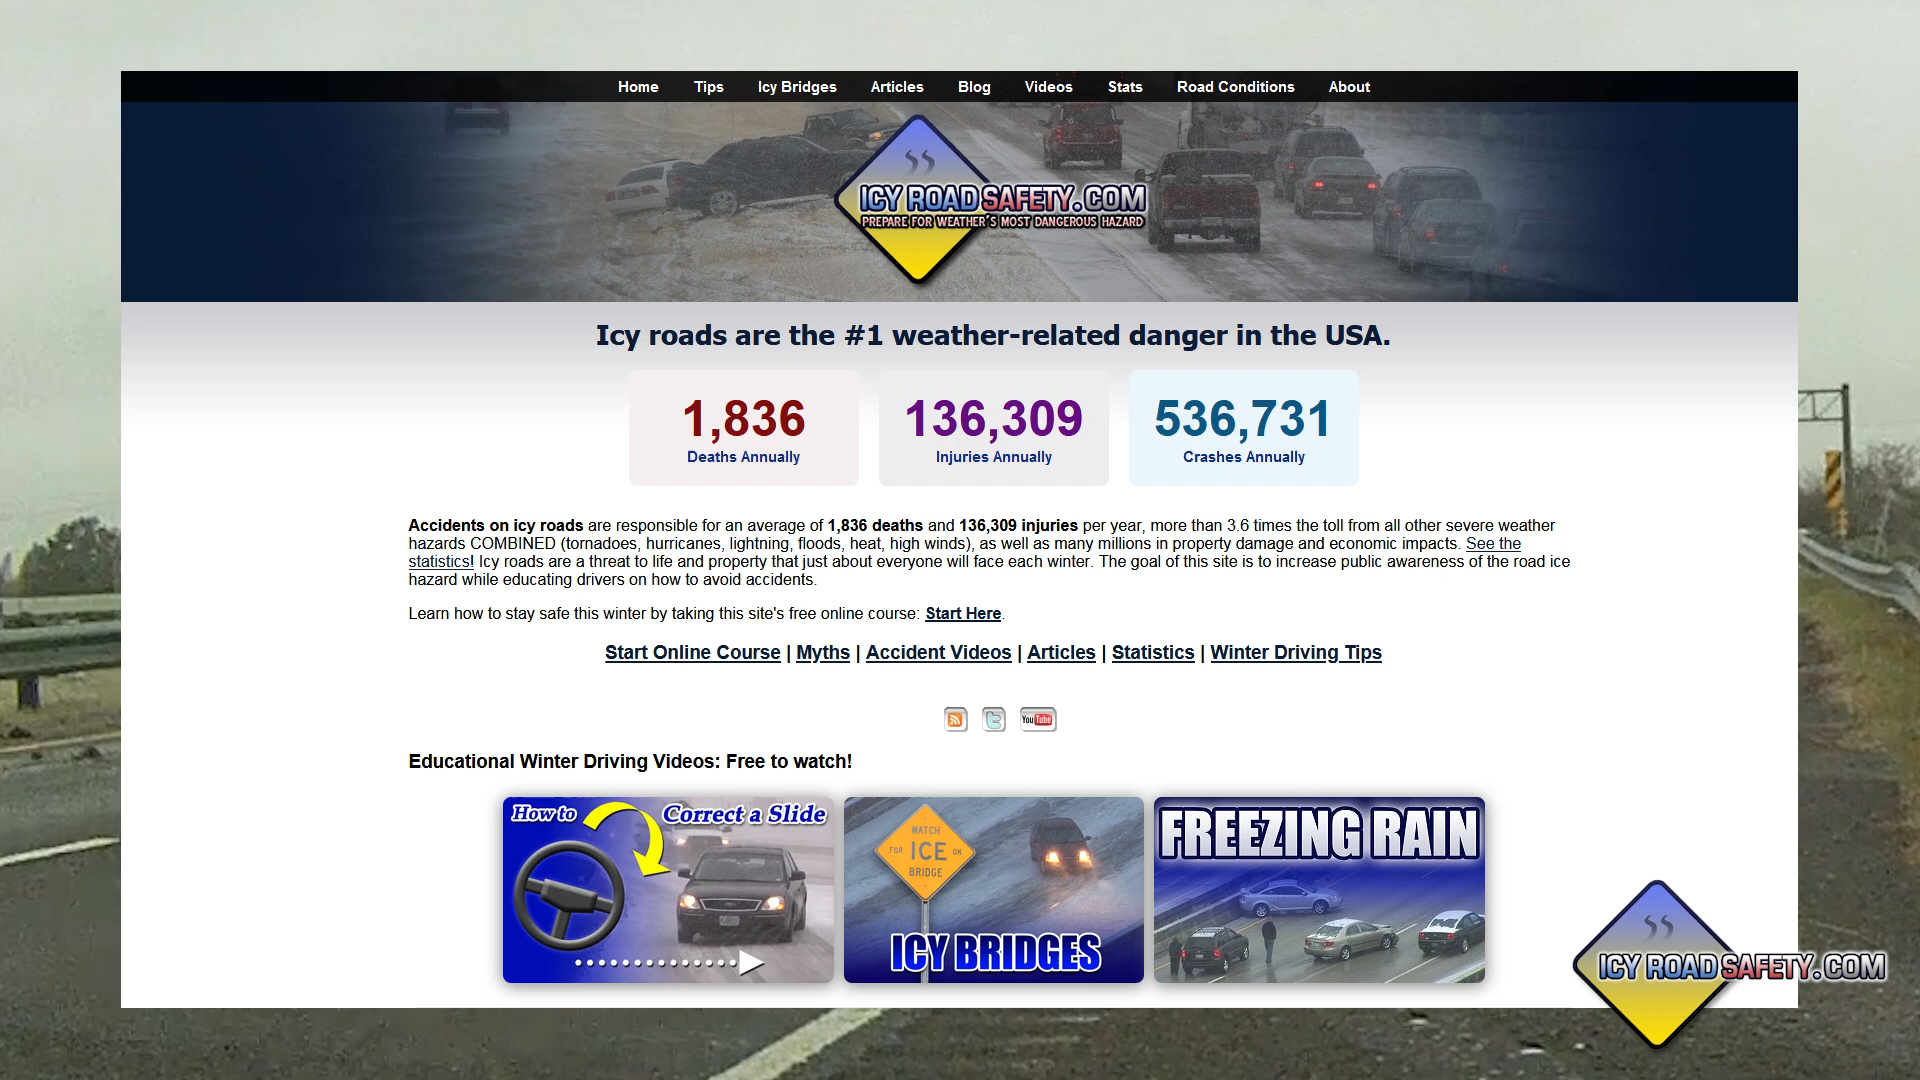 Home Tips Icy Bridges Articles Blog Videos Stats Road Conditions About
ICY ROAD SAFETY.COM
PREPARE FOR WEATHER'S MOST DANGEROUS HAZARD
Icy roads are the #1 weather-related danger in the USA.
1,836 136,309 536,731
Deaths Annually Injuries Annually Crashes Annually
Accidents on icy roads are responsible for an average of 1,836 deaths and 136,309 injuries per year, more than 3.6 times the toll from all other severe weather
hazards COMBINED (tornadoes, hurricanes, lightning, floods, heat, high winds), as well as many millions in property damage and economic impacts. See the
statistics! Icy roads are a threat to life and property that just about everyone will face each winter. The goal of this site is to increase public awareness of the road ice
hazard while educating drivers on how to avoid accidents.
Learn how to stay safe this winter by taking this site's free online course: Start Here.
Start Online Course | Myths | Accident Videos | Articles | Statistics | Winter Driving Tips
You Tube
Educational Winter Driving Videos: Free to watch!
How to Correct a Slide
WATCH
FOR ICE ON
BRIDGE
ICY BRIDGES
FREEZING RAIN
ICY ROAD SAFETY.COM